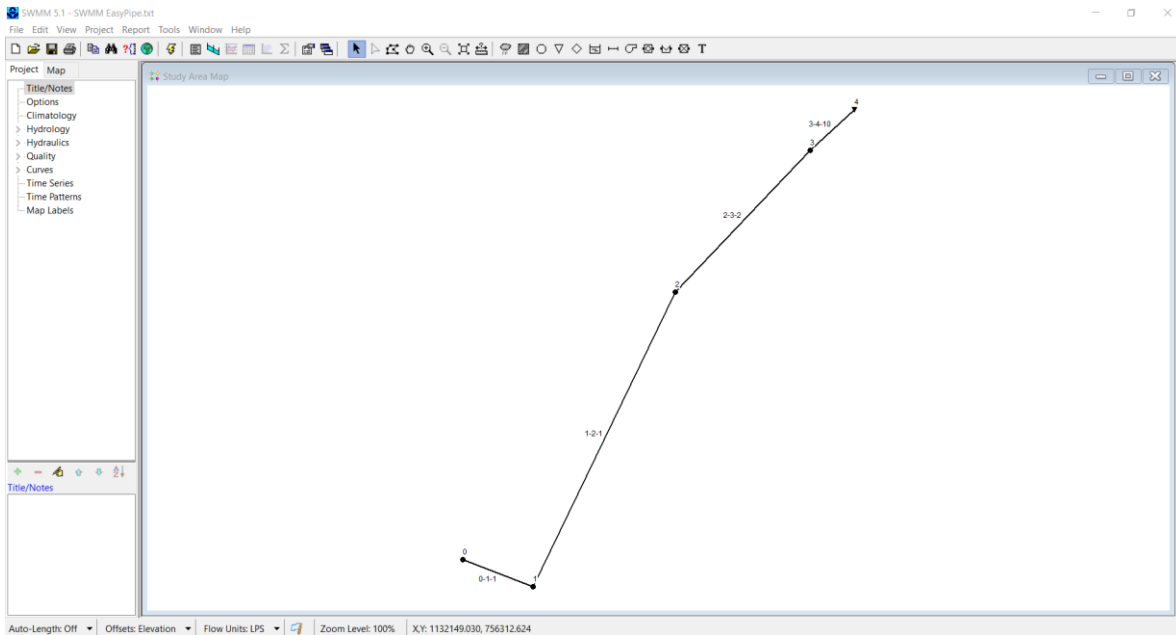 SWMM 5.1 - SWMM EasyPipe.txt
File Edit View Project Report Tools Window Help
T
Project Map
Study Area Map
Title/Notes
Options
Climatology
Hydrology
Hydraulics
Quality
Curves
Time Series
Time Patterns
Map Labels
4
3-4-10
3
2-3-2
2
1-2-1
0
0-1-1
1
Title/Notes
Auto-Length: Off Offsets: Elevation Flow Units: LPS Zoom Level: 100% X,Y: 1132149.030, 756312.624